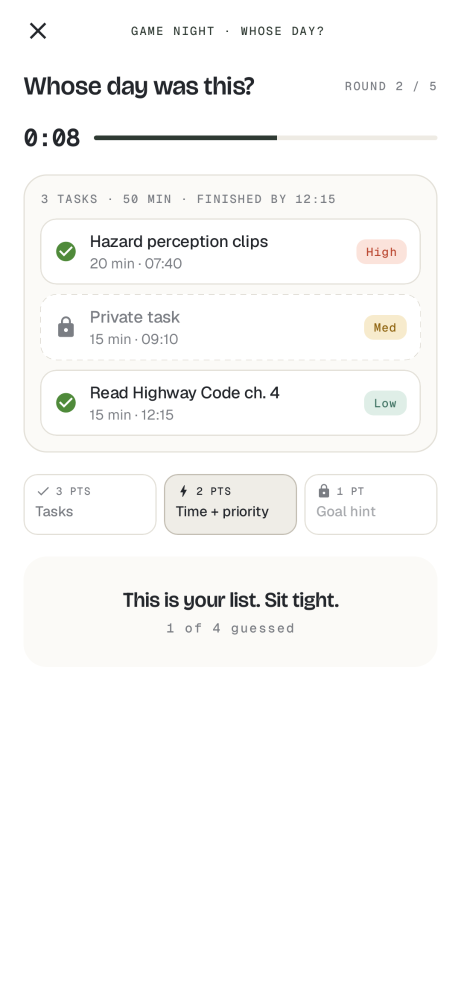 GAME NIGHT · WHOSE DAY?
Whose day was this?
ROUND 2 / 5
0:08
3 TASKS · 50 MIN · FINISHED BY 12:15
Hazard perception clips
20 min · 07:40
High
Private task
15 min · 09:10
Med
Read Highway Code ch. 4
15 min · 12:15
Low
3 PTS
Tasks
2 PTS
Time + priority
1 PT
Goal hint
This is your list. Sit tight.
1 of 4 guessed